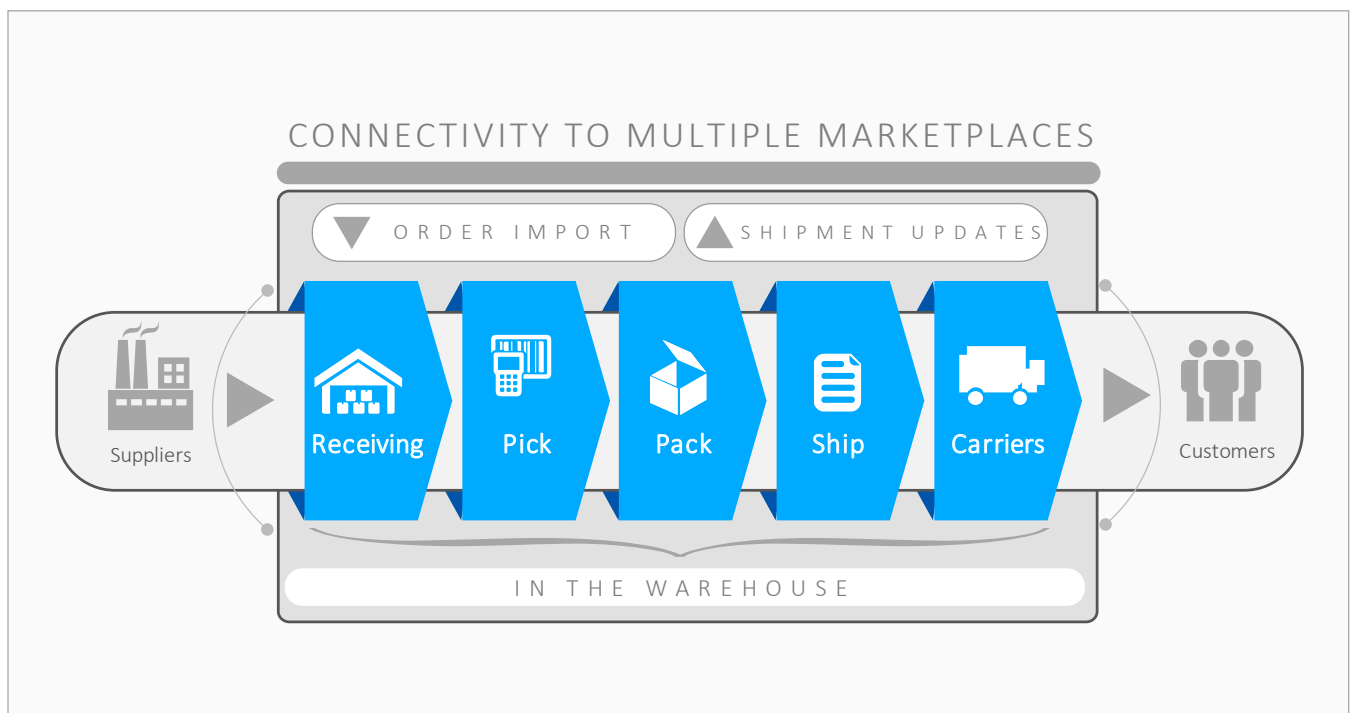 CONNECTIVITY TO MULTIPLE MARKETPLACES
ORDER IMPORT
SHIPMENT UPDATES
Suppliers
Receiving
Pick
Pack
Ship
Carriers
Customers
IN THE WAREHOUSE